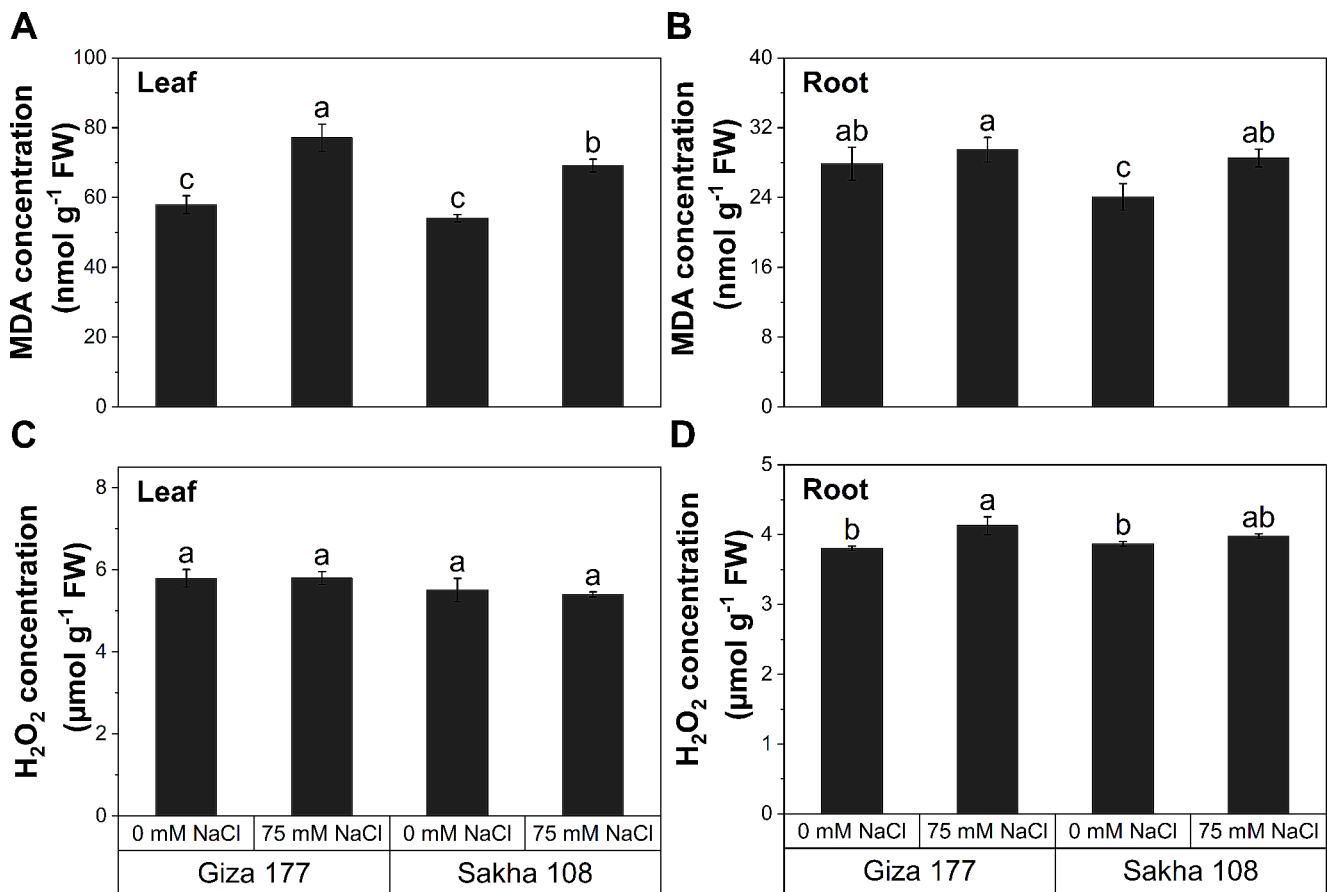 A
MDA concentration
(nmol g⁻¹ FW)
100
80
60
40
20
0
Leaf
c
a
c
b
B
MDA concentration
(nmol g⁻¹ FW)
40
32
24
16
8
0
Root
ab
a
c
ab
C
H₂O₂ concentration
(µmol g⁻¹ FW)
8
6
4
2
0
Leaf
a
a
a
a
0 mM NaCl
75 mM NaCl
0 mM NaCl
75 mM NaCl
Giza 177
Sakha 108
D
H₂O₂ concentration
(µmol g⁻¹ FW)
5
4
3
2
1
0
Root
b
a
b
ab
0 mM NaCl
75 mM NaCl
0 mM NaCl
75 mM NaCl
Giza 177
Sakha 108